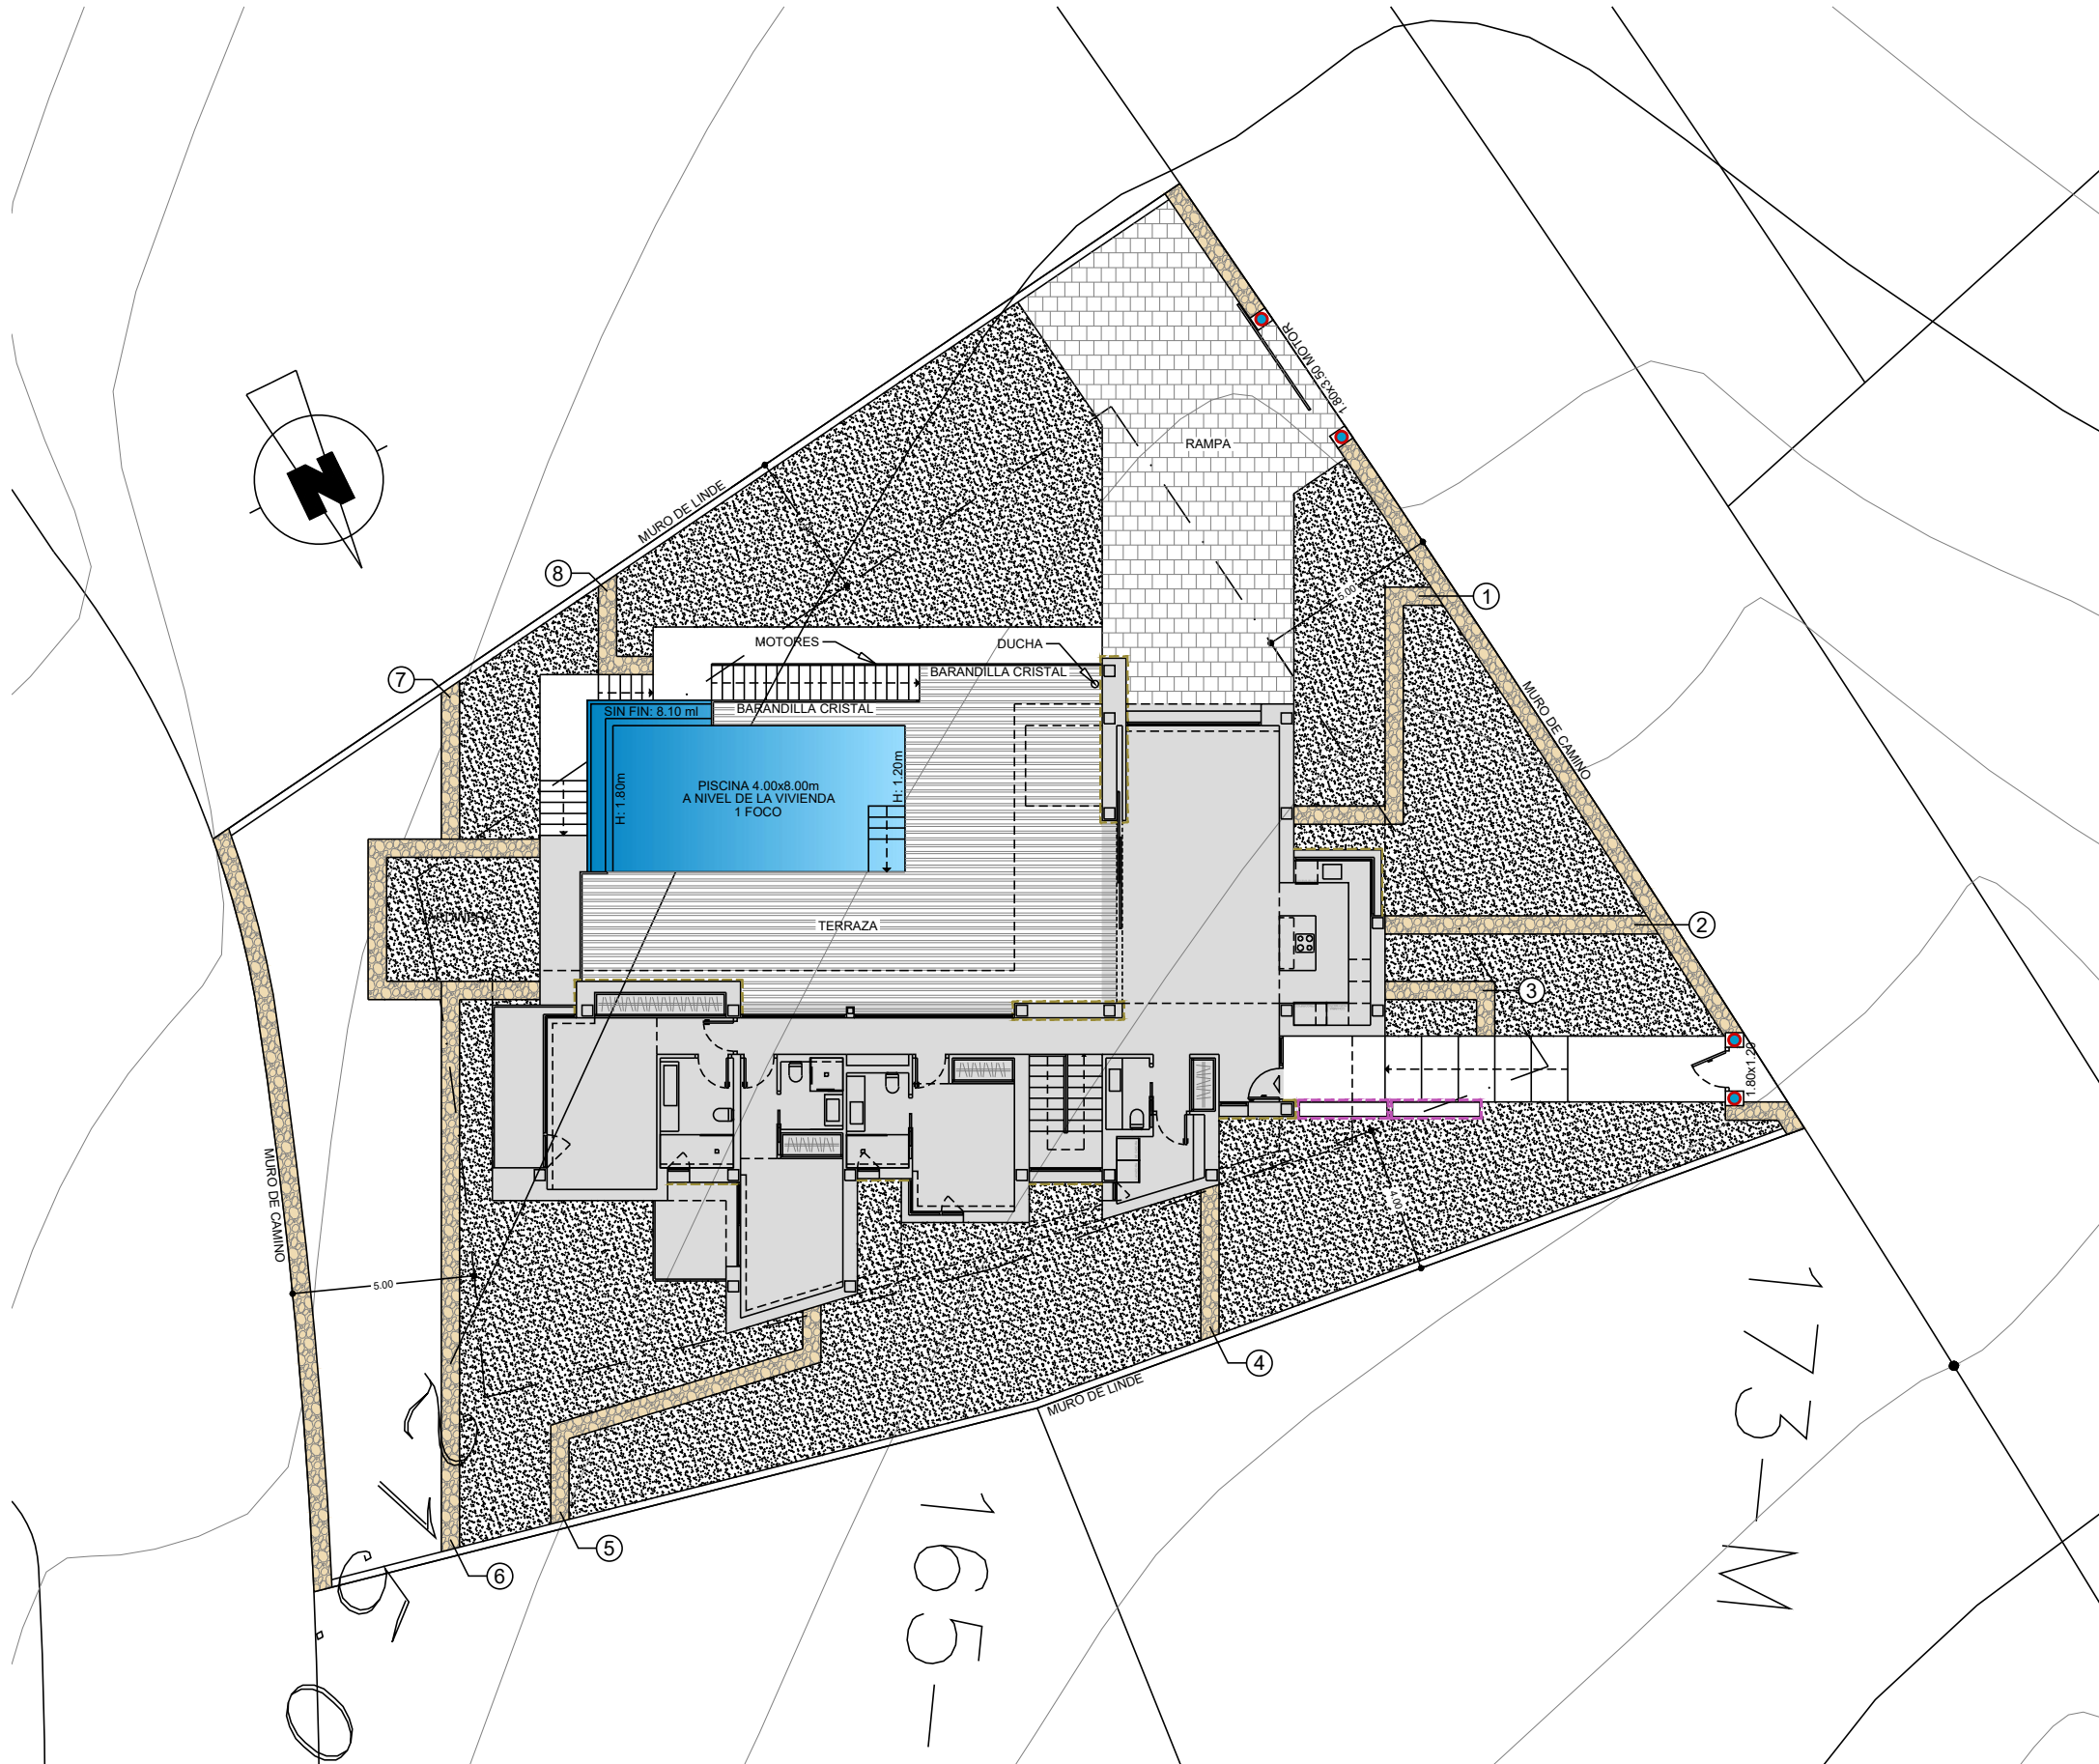 N
1.80x3.50 MOTOR
RAMPA
MURO DE LINDE
8
5.00
1
MOTORES
DUCHA
BARANDILLA CRISTAL
7
SIN FIN: 8.10 ml
BARANDILLA CRISTAL
MURO DE CAMINO
H: 1.80m
H: 1.20m
PISCINA 4.00x8.00m
A NIVEL DE LA VIVIENDA
1 FOCO
TERRAZA
2
3
1.80x1.20
MURO DE CAMINO
4.00
5.00
4
MURO DE LINDE
5
6
173-M
165-